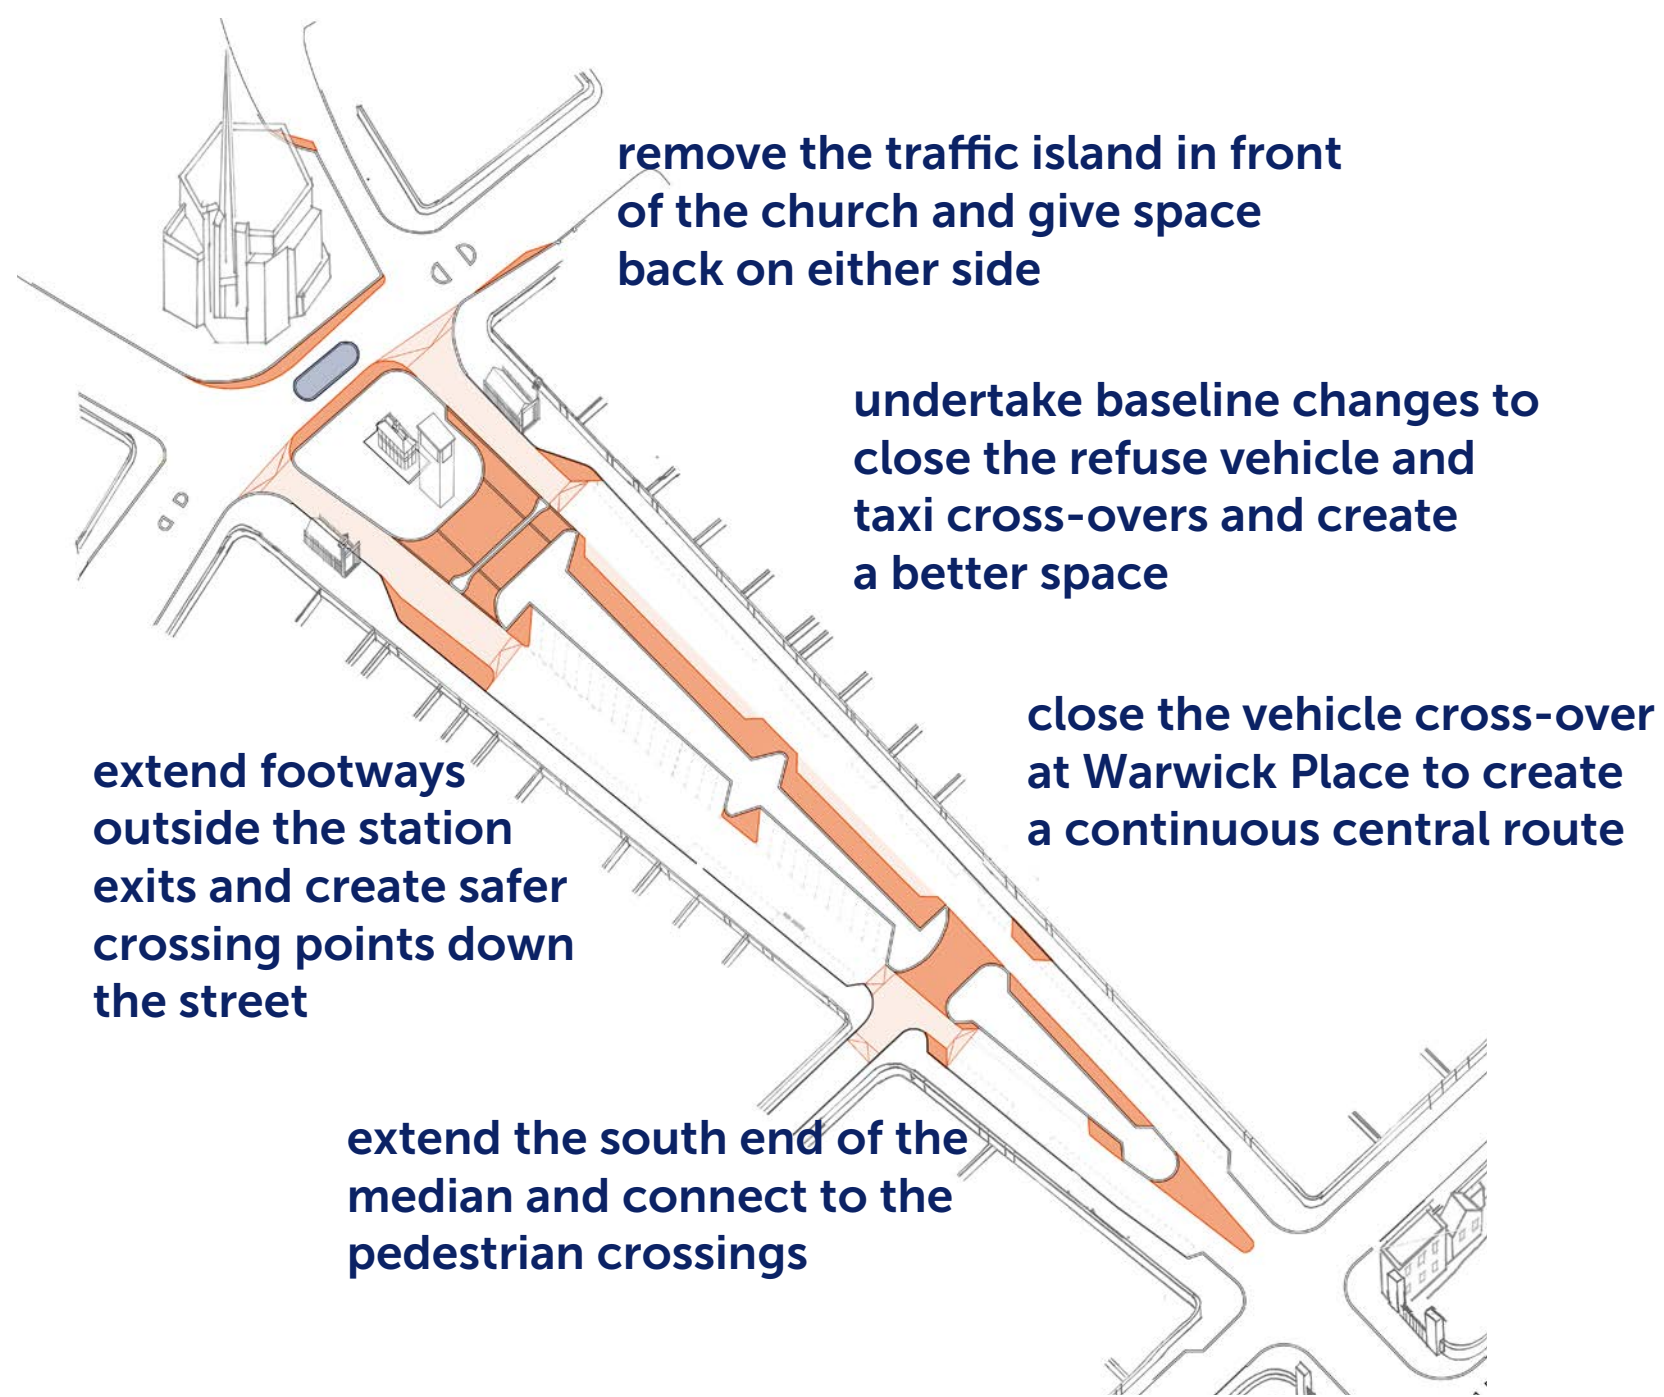 remove the traffic island in front
of the church and give space
back on either side
undertake baseline changes to
close the refuse vehicle and
taxi cross-overs and create
a better space
close the vehicle cross-over
at Warwick Place to create
a continuous central route
extend footways
outside the station
exits and create safer
crossing points down
the street
extend the south end of the
median and connect to the
pedestrian crossings